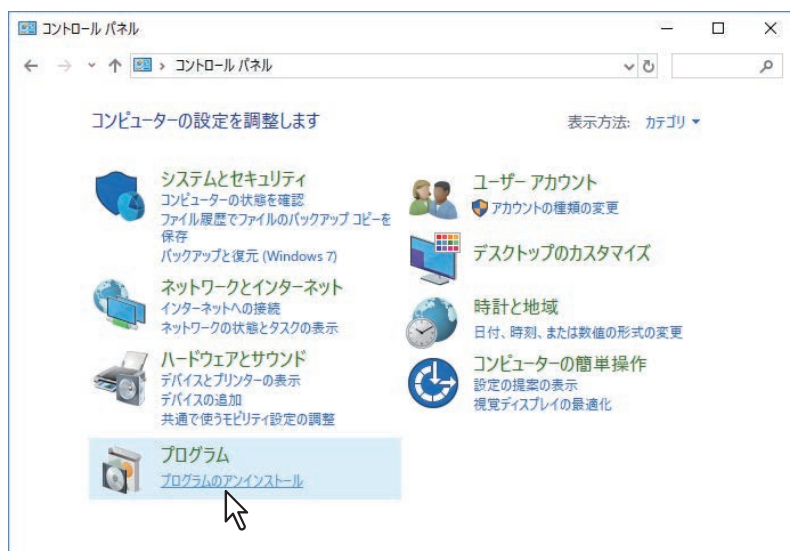 コントロール パネル
コントロール パネル
コンピューターの設定を調整します
表示方法: カテゴリ
システムとセキュリティ
コンピューターの状態を確認
ファイル履歴でファイルのバックアップ コピーを
保存
バックアップと復元 (Windows 7)
ネットワークとインターネット
インターネットへの接続
ネットワークの状態とタスクの表示
ハードウェアとサウンド
デバイスとプリンターの表示
デバイスの追加
共通で使うモビリティ設定の調整
プログラム
プログラムのアンインストール
ユーザー アカウント
アカウントの種類の変更
デスクトップのカスタマイズ
時計と地域
日付、時刻、または数値の形式の変更
コンピューターの簡単操作
設定の提案の表示
視覚ディスプレイの最適化